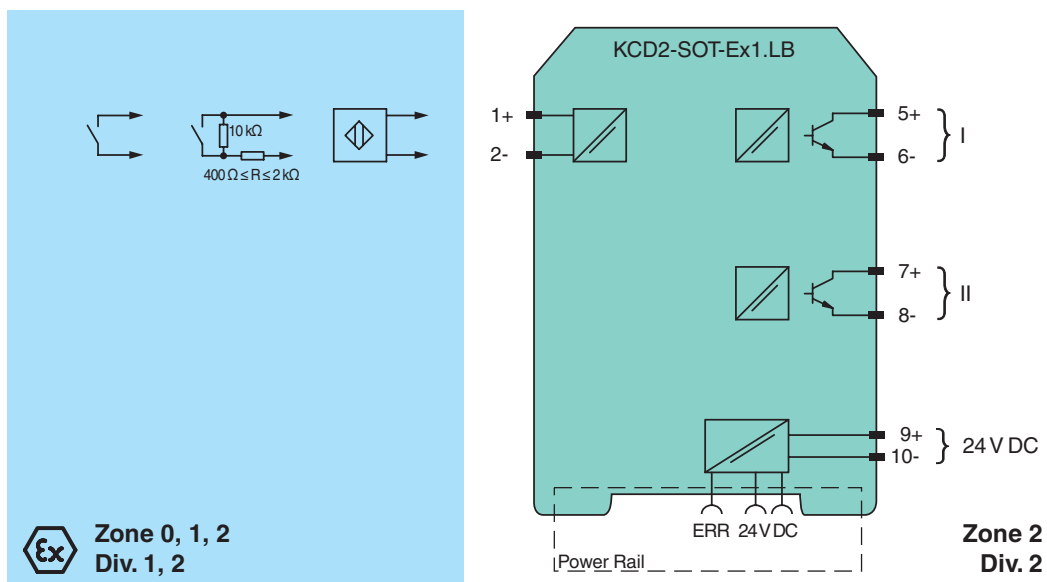 KCD2-SOT-Ex1.LB
10 kΩ
400 Ω ≤ R ≤ 2 kΩ
1+
2-
5+
6-
I
7+
8-
II
9+
10-
24 V DC
ERR 24 V DC
Power Rail
Ex
Zone 0, 1, 2
Div. 1, 2
Zone 2
Div. 2